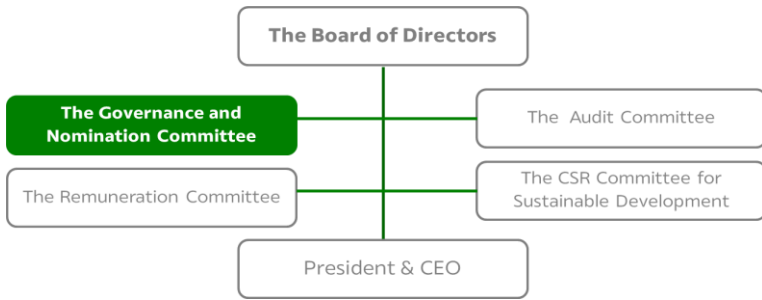 The Board of Directors
The Governance and
Nomination Committee
The Audit Committee
The Remuneration Committee
The CSR Committee for
Sustainable Development
President & CEO